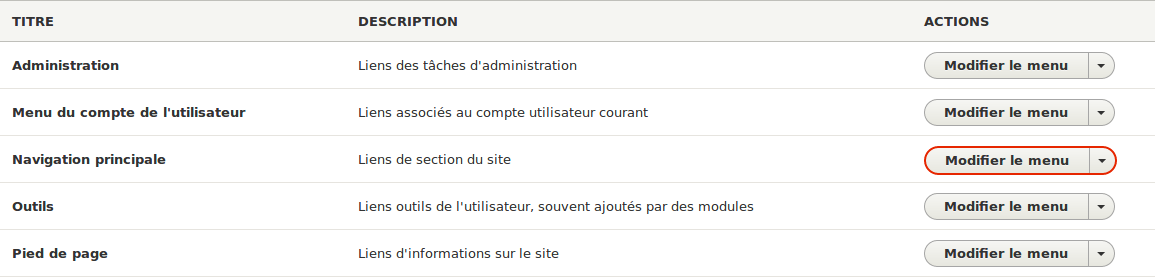 TITRE DESCRIPTION ACTIONS
Administration Liens des tâches d'administration Modifier le menu
Menu du compte de l'utilisateur Liens associés au compte utilisateur courant Modifier le menu
Navigation principale Liens de section du site Modifier le menu
Outils Liens outils de l'utilisateur, souvent ajoutés par des modules Modifier le menu
Pied de page Liens d'informations sur le site Modifier le menu